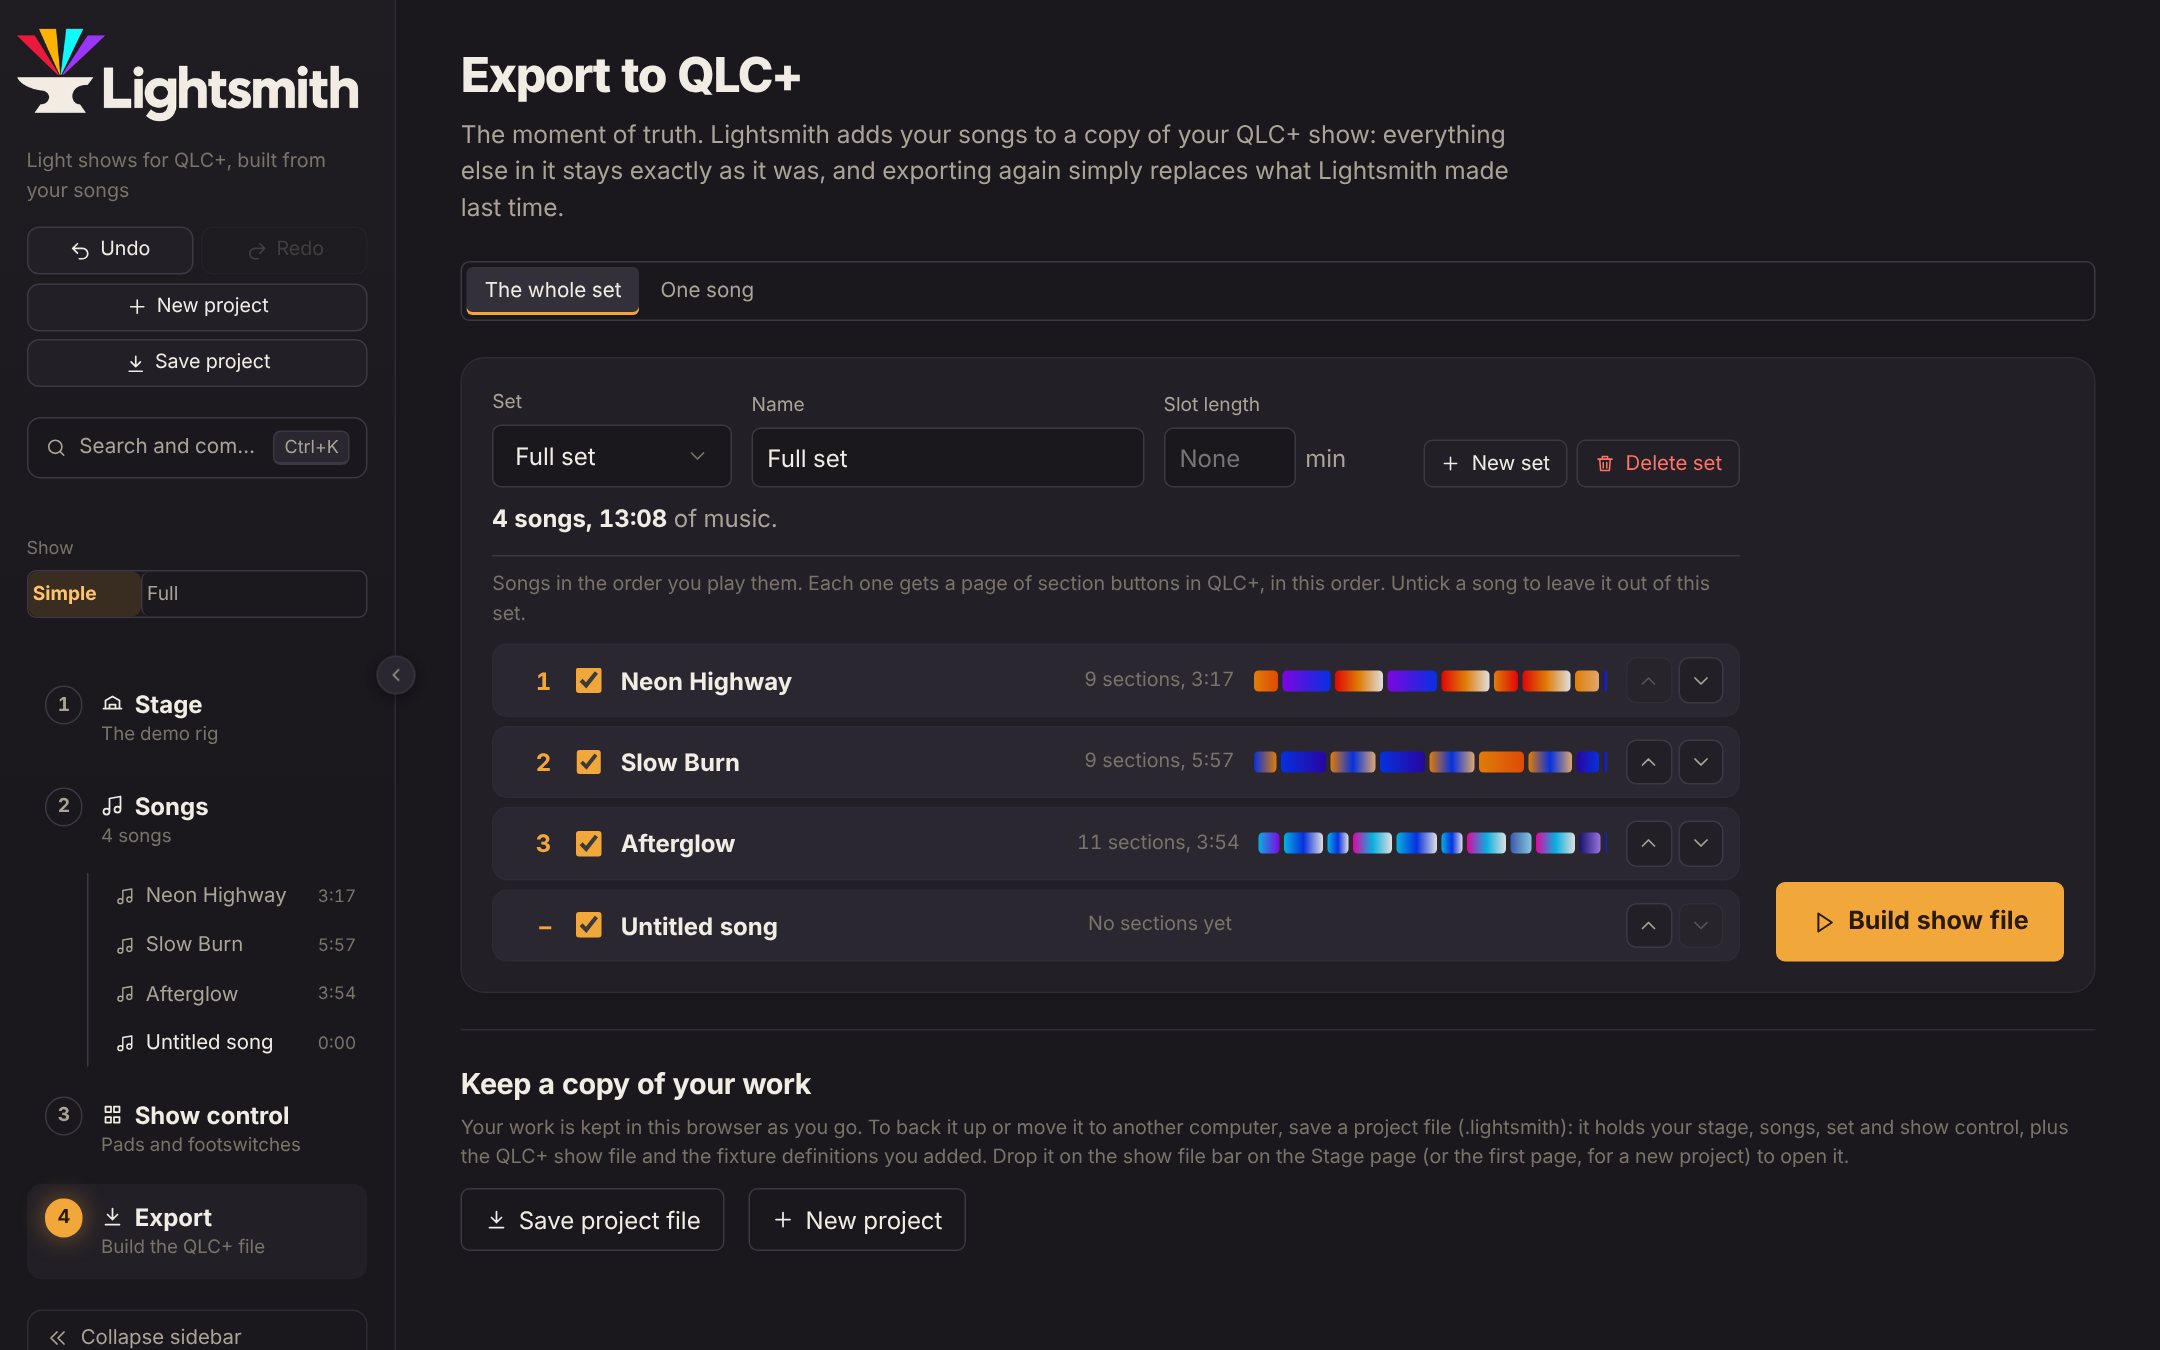 Lightsmith
Light shows for QLC+, built from
your songs
Undo
Redo
New project
Save project
Search and com...
Ctrl+K
Show
Simple
Full
1
Stage
The demo rig
2
Songs
4 songs
Neon Highway 3:17
Slow Burn 5:57
Afterglow 3:54
Untitled song 0:00
3
Show control
Pads and footswitches
4
Export
Build the QLC+ file
Collapse sidebar
Export to QLC+
The moment of truth. Lightsmith adds your songs to a copy of your QLC+ show: everything
else in it stays exactly as it was, and exporting again simply replaces what Lightsmith made
last time.
The whole set
One song
Set
Full set
Name
Full set
Slot length
None
min
New set
Delete set
4 songs, 13:08 of music.
Songs in the order you play them. Each one gets a page of section buttons in QLC+, in this order. Untick a song to leave it out of this
set.
1 Neon Highway 9 sections, 3:17
2 Slow Burn 9 sections, 5:57
3 Afterglow 11 sections, 3:54
– Untitled song No sections yet
Build show file
Keep a copy of your work
Your work is kept in this browser as you go. To back it up or move it to another computer, save a project file (.lightsmith): it holds your stage, songs, set and show control, plus
the QLC+ show file and the fixture definitions you added. Drop it on the show file bar on the Stage page (or the first page, for a new project) to open it.
Save project file
New project